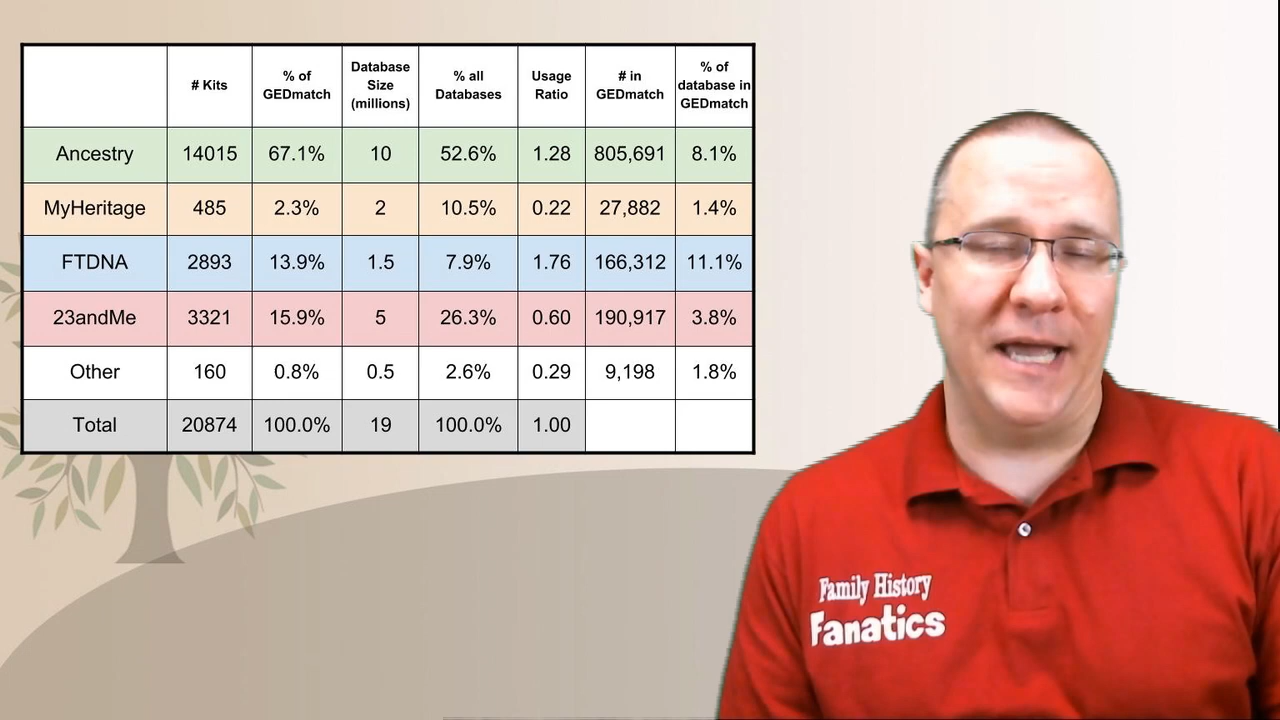 # Kits
% of
GEDmatch
Database
Size
(millions)
% all
Databases
Usage
Ratio
# in
GEDmatch
% of
database in
GEDmatch
Ancestry 14015 67.1% 10 52.6% 1.28 805,691 8.1%
MyHeritage 485 2.3% 2 10.5% 0.22 27,882 1.4%
FTDNA 2893 13.9% 1.5 7.9% 1.76 166,312 11.1%
23andMe 3321 15.9% 5 26.3% 0.60 190,917 3.8%
Other 160 0.8% 0.5 2.6% 0.29 9,198 1.8%
Total 20874 100.0% 19 100.0% 1.00
Family History
Fanatics